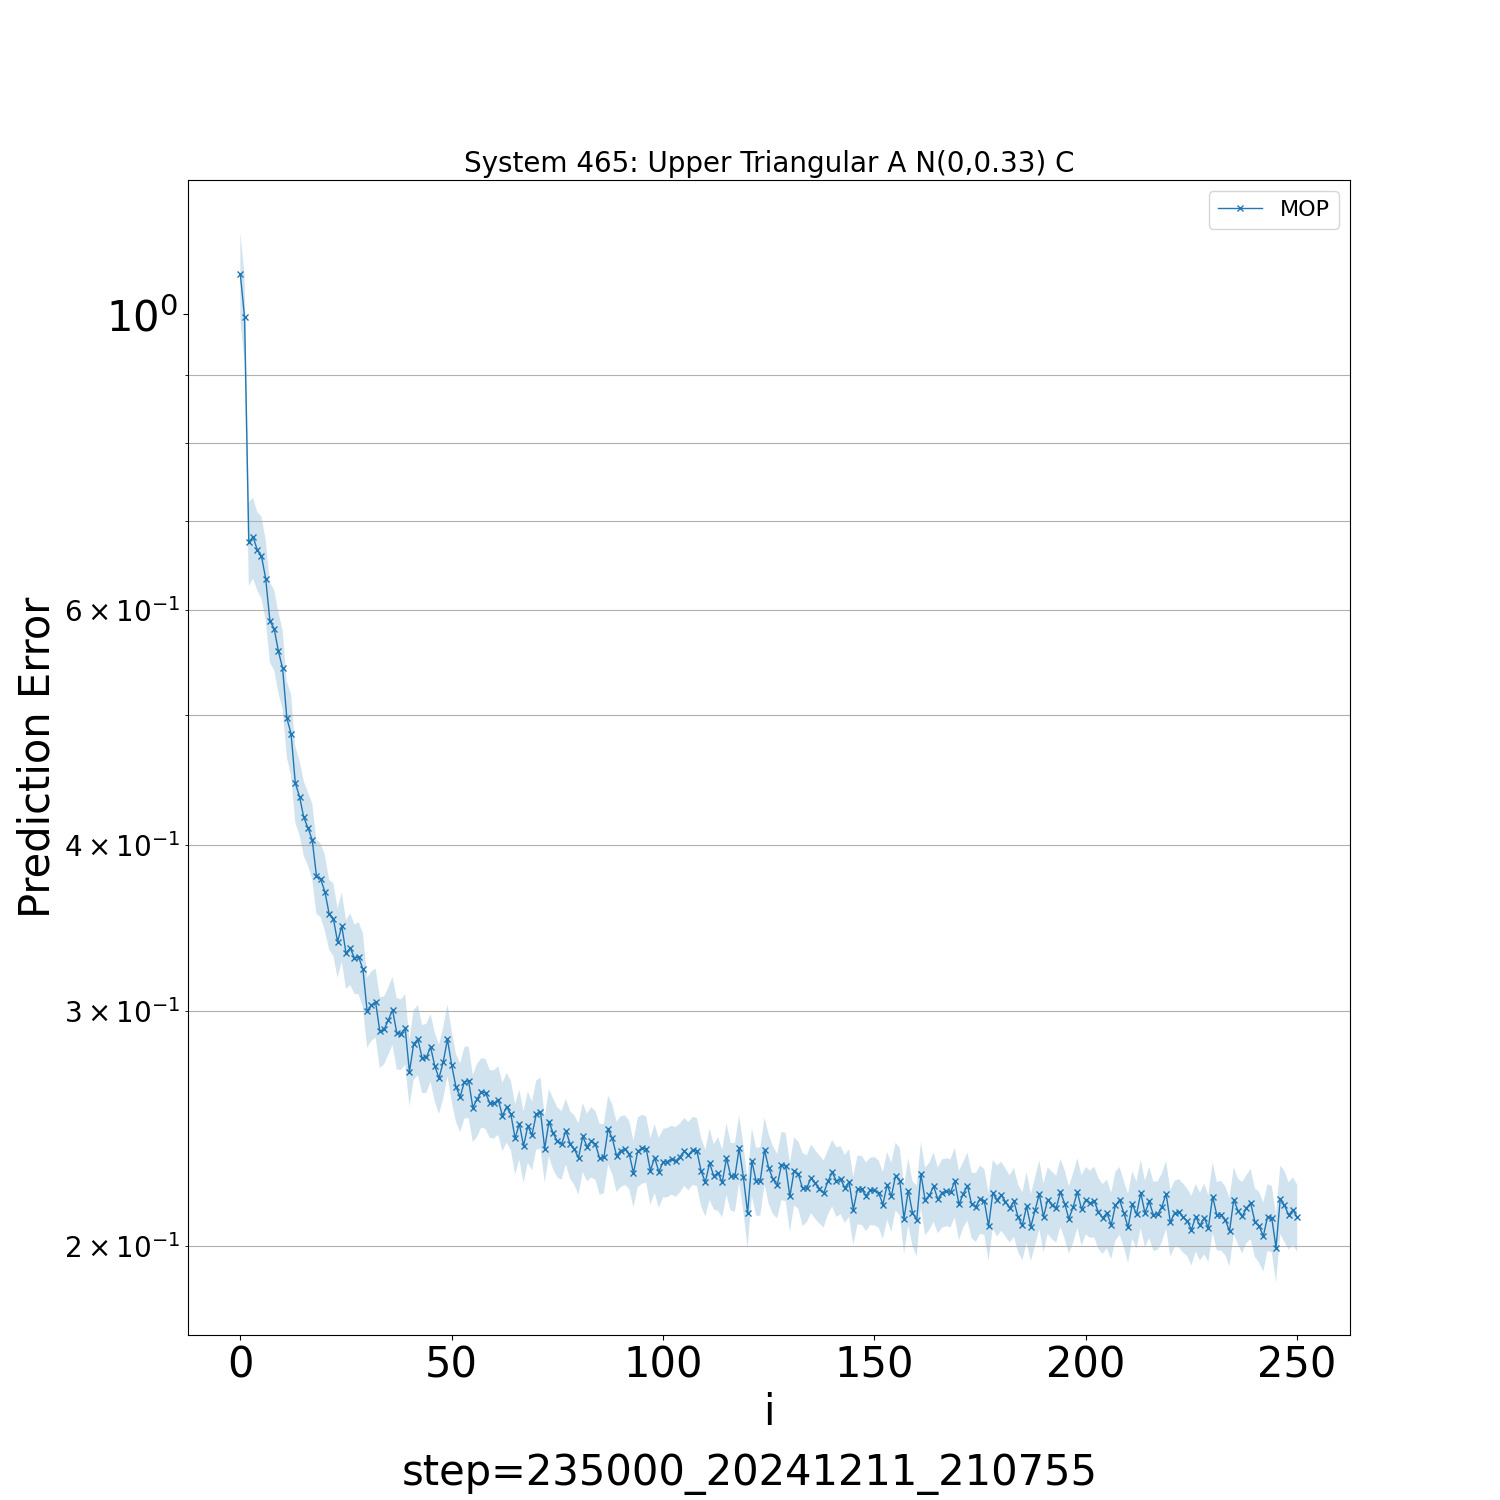 System 465: Upper Triangular A N(0,0.33) C
MOP
10⁰
6 × 10⁻¹
4 × 10⁻¹
3 × 10⁻¹
2 × 10⁻¹
Prediction Error
0 50 100 150 200 250
i
step=235000_20241211_210755